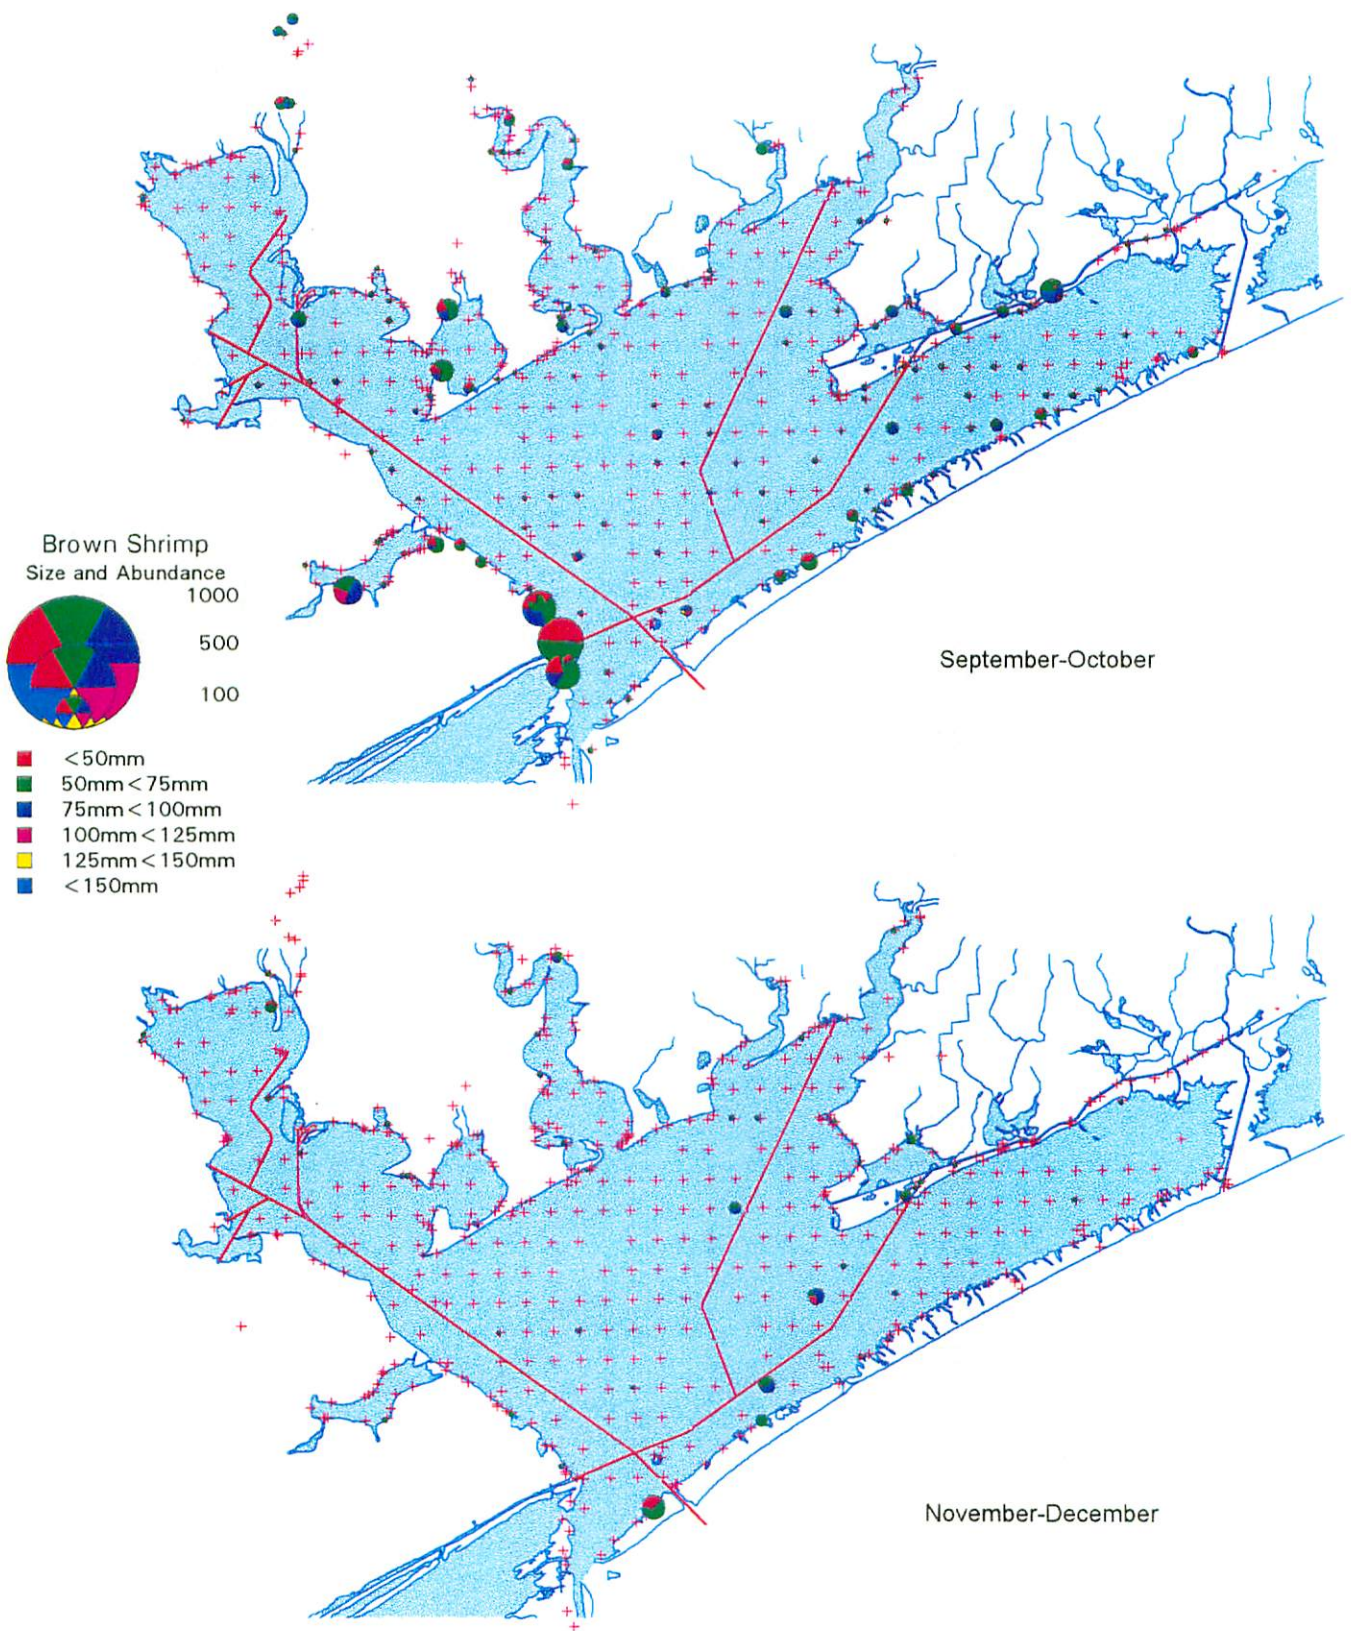 Brown Shrimp
Size and Abundance
1000
500
100
<50mm
50mm<75mm
75mm<100mm
100mm<125mm
125mm<150mm
<150mm
September-October
November-December